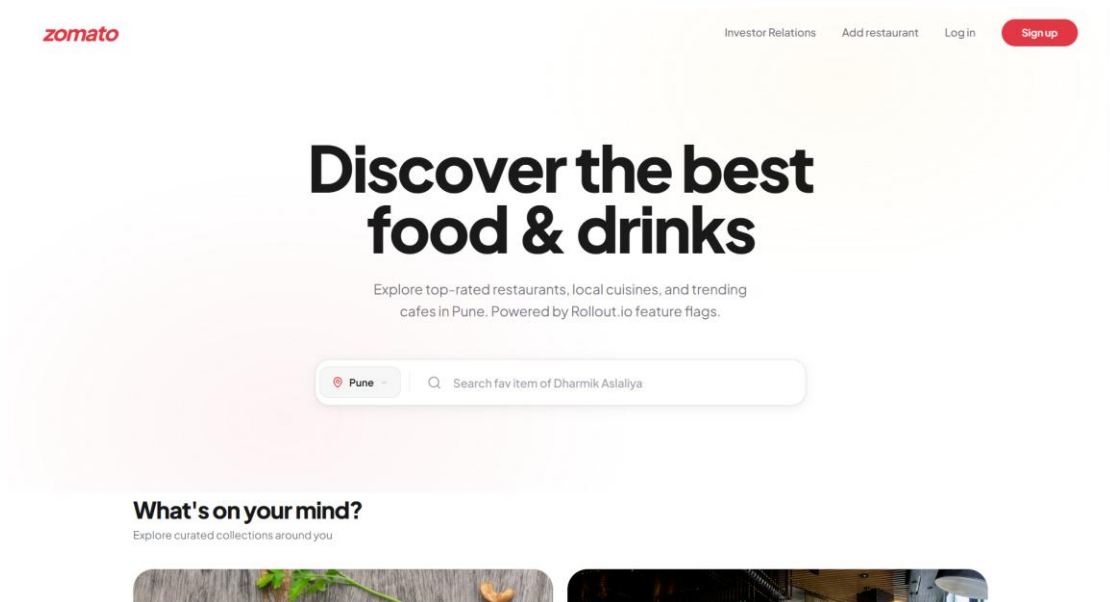 zomato
Investor Relations
Add restaurant
Log in
Sign up
Discover the best
food & drinks
Explore top-rated restaurants, local cuisines, and trending
cafes in Pune. Powered by Rollout.io feature flags.
Pune
Search fav item of Dharmik Aslaliya
What's on your mind?
Explore curated collections around you